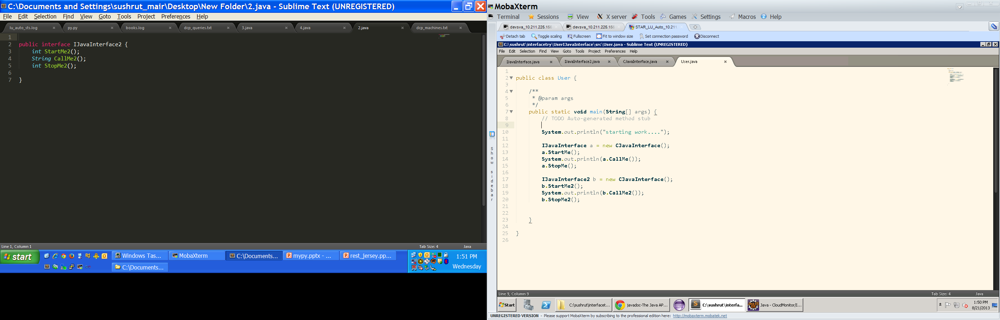 C:\Documents and Settings\sushrut_mair\Desktop\New Folder\2.java - Sublime Text (UNREGISTERED)
File Edit Selection Find View Goto Tools Project Preferences Help
lu_auto_sts.log × py.py × books.log × dcp_queries.txt × 3.java × 4.java × 2.java × dcp_machines.txt ×
1
2 public interface IJavaInterface2 {
3 int StartMe2();
4 String CallMe2();
5 int StopMe2();
6
7 }
Line 1, Column 1 Tab Size: 4 Java
start Windows Tas... MobaXterm C:\Documents... mypy.pptx - ... rest_jersey.pp... 1:51 PM
C:\Documents... Wednesday
MobaXterm
Terminal Sessions View X server Tools Games Settings Macros Help
devsva_10.211.225.156 devsva_10.211.225.156 STAR_LU_Auto_10.211
Detach tab Toggle scaling Fullscreen Fit to window size Set connection password Disconnect
C:\sushrut\interfacetry\UserIJavaInterface\src\User.java - Sublime Text (UNREGISTERED)
File Edit Selection Find View Goto Tools Project Preferences Help
IJavaInterface.java × IJavaInterface2.java × CJavaInterface.java × User.java ×
Show sidebar
1
2 public class User {
3
4 /**
5 * @param args
6 */
7 public static void main(String[] args) {
8 // TODO Auto-generated method stub
9
10 System.out.println("starting work....");
11
12 IJavaInterface a = new CJavaInterface();
13 a.StartMe();
14 System.out.println(a.CallMe());
15 a.StopMe();
16
17 IJavaInterface2 b = new CJavaInterface();
18 b.StartMe2();
19 System.out.println(b.CallMe2());
20 b.StopMe2();
21
22
23 }
24
25 }
26
Line 9, Column 9 Tab Size: 4 Java
Start C:\sushrut\interfacet... javadoc-The Java AP... C:\sushrut\interfa... Java - CloudMonitor/I... 1:50 PM
8/21/2013
UNREGISTERED VERSION - Please support MobaXterm by subscribing to the professional edition here: http://mobaxterm.mobatek.net